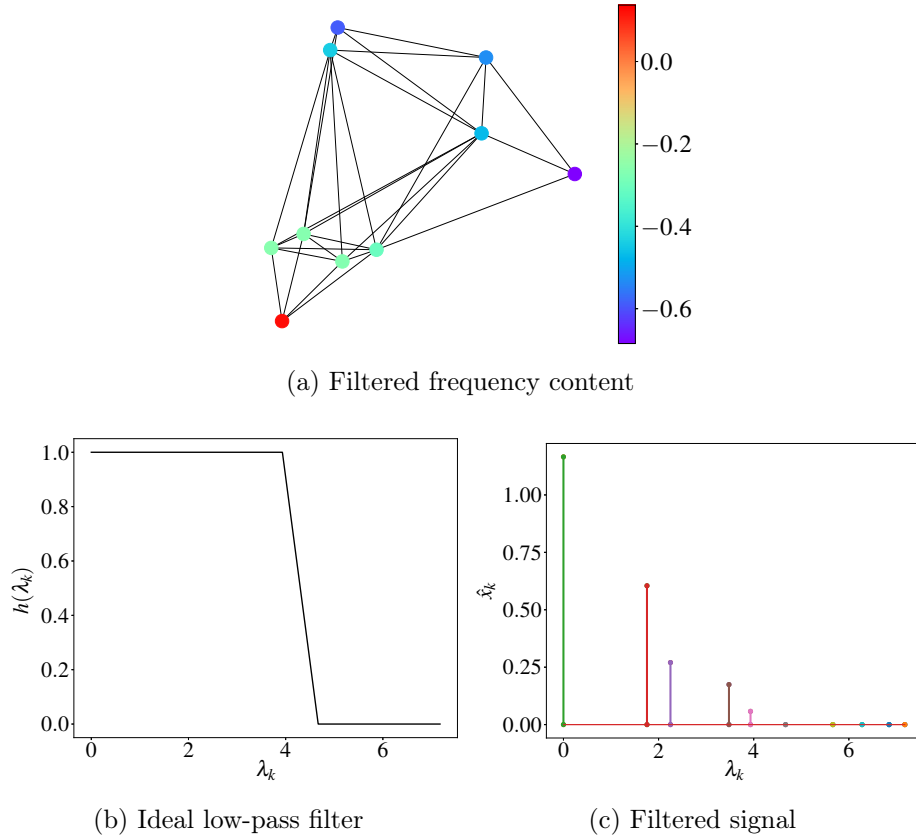 0.0
−0.2
−0.4
−0.6
(a) Filtered frequency content
1.0
0.8
0.6
0.4
0.2
0.0
h(λₖ)
0 2 4 6
λₖ
(b) Ideal low-pass filter
1.00
0.75
0.50
0.25
0.00
x̂ₖ
0 2 4 6
λₖ
(c) Filtered signal